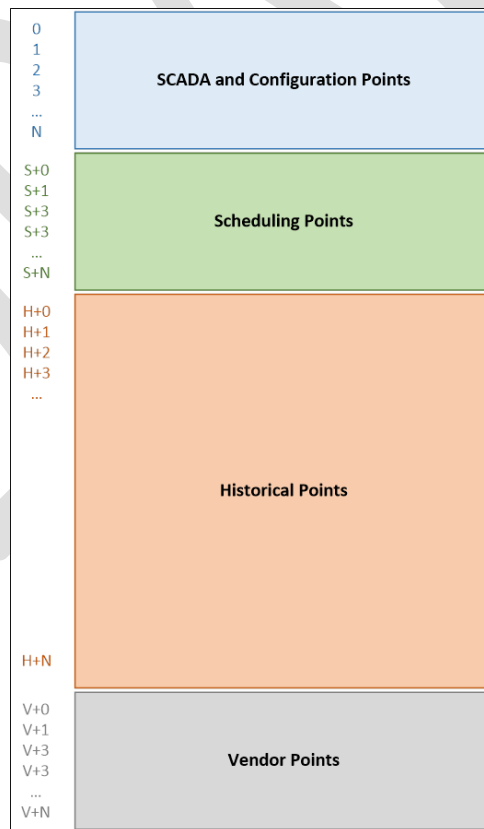 0
1
2
3
...
N
SCADA and Configuration Points
S+0
S+1
S+3
S+3
...
S+N
Scheduling Points
H+0
H+1
H+2
H+3
...
H+N
Historical Points
V+0
V+1
V+3
V+3
...
V+N
Vendor Points